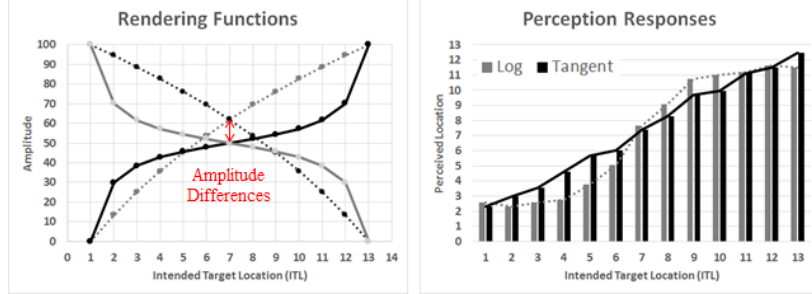 Rendering Functions
100
90
80
70
60
50
40
30
20
10
0
Amplitude
Amplitude
Differences
0 1 2 3 4 5 6 7 8 9 10 11 12 13 14
Intended Target Location (ITL)
Perception Responses
13
12
11
10
9
8
7
6
5
4
3
2
1
0
Perceived Location
Log Tangent
1 2 3 4 5 6 7 8 9 10 11 12 13
Intended Target Location (ITL)